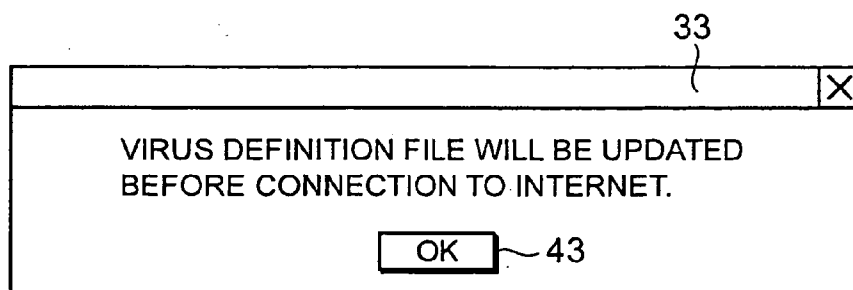 33
X
VIRUS DEFINITION FILE WILL BE UPDATED
BEFORE CONNECTION TO INTERNET.
OK 43